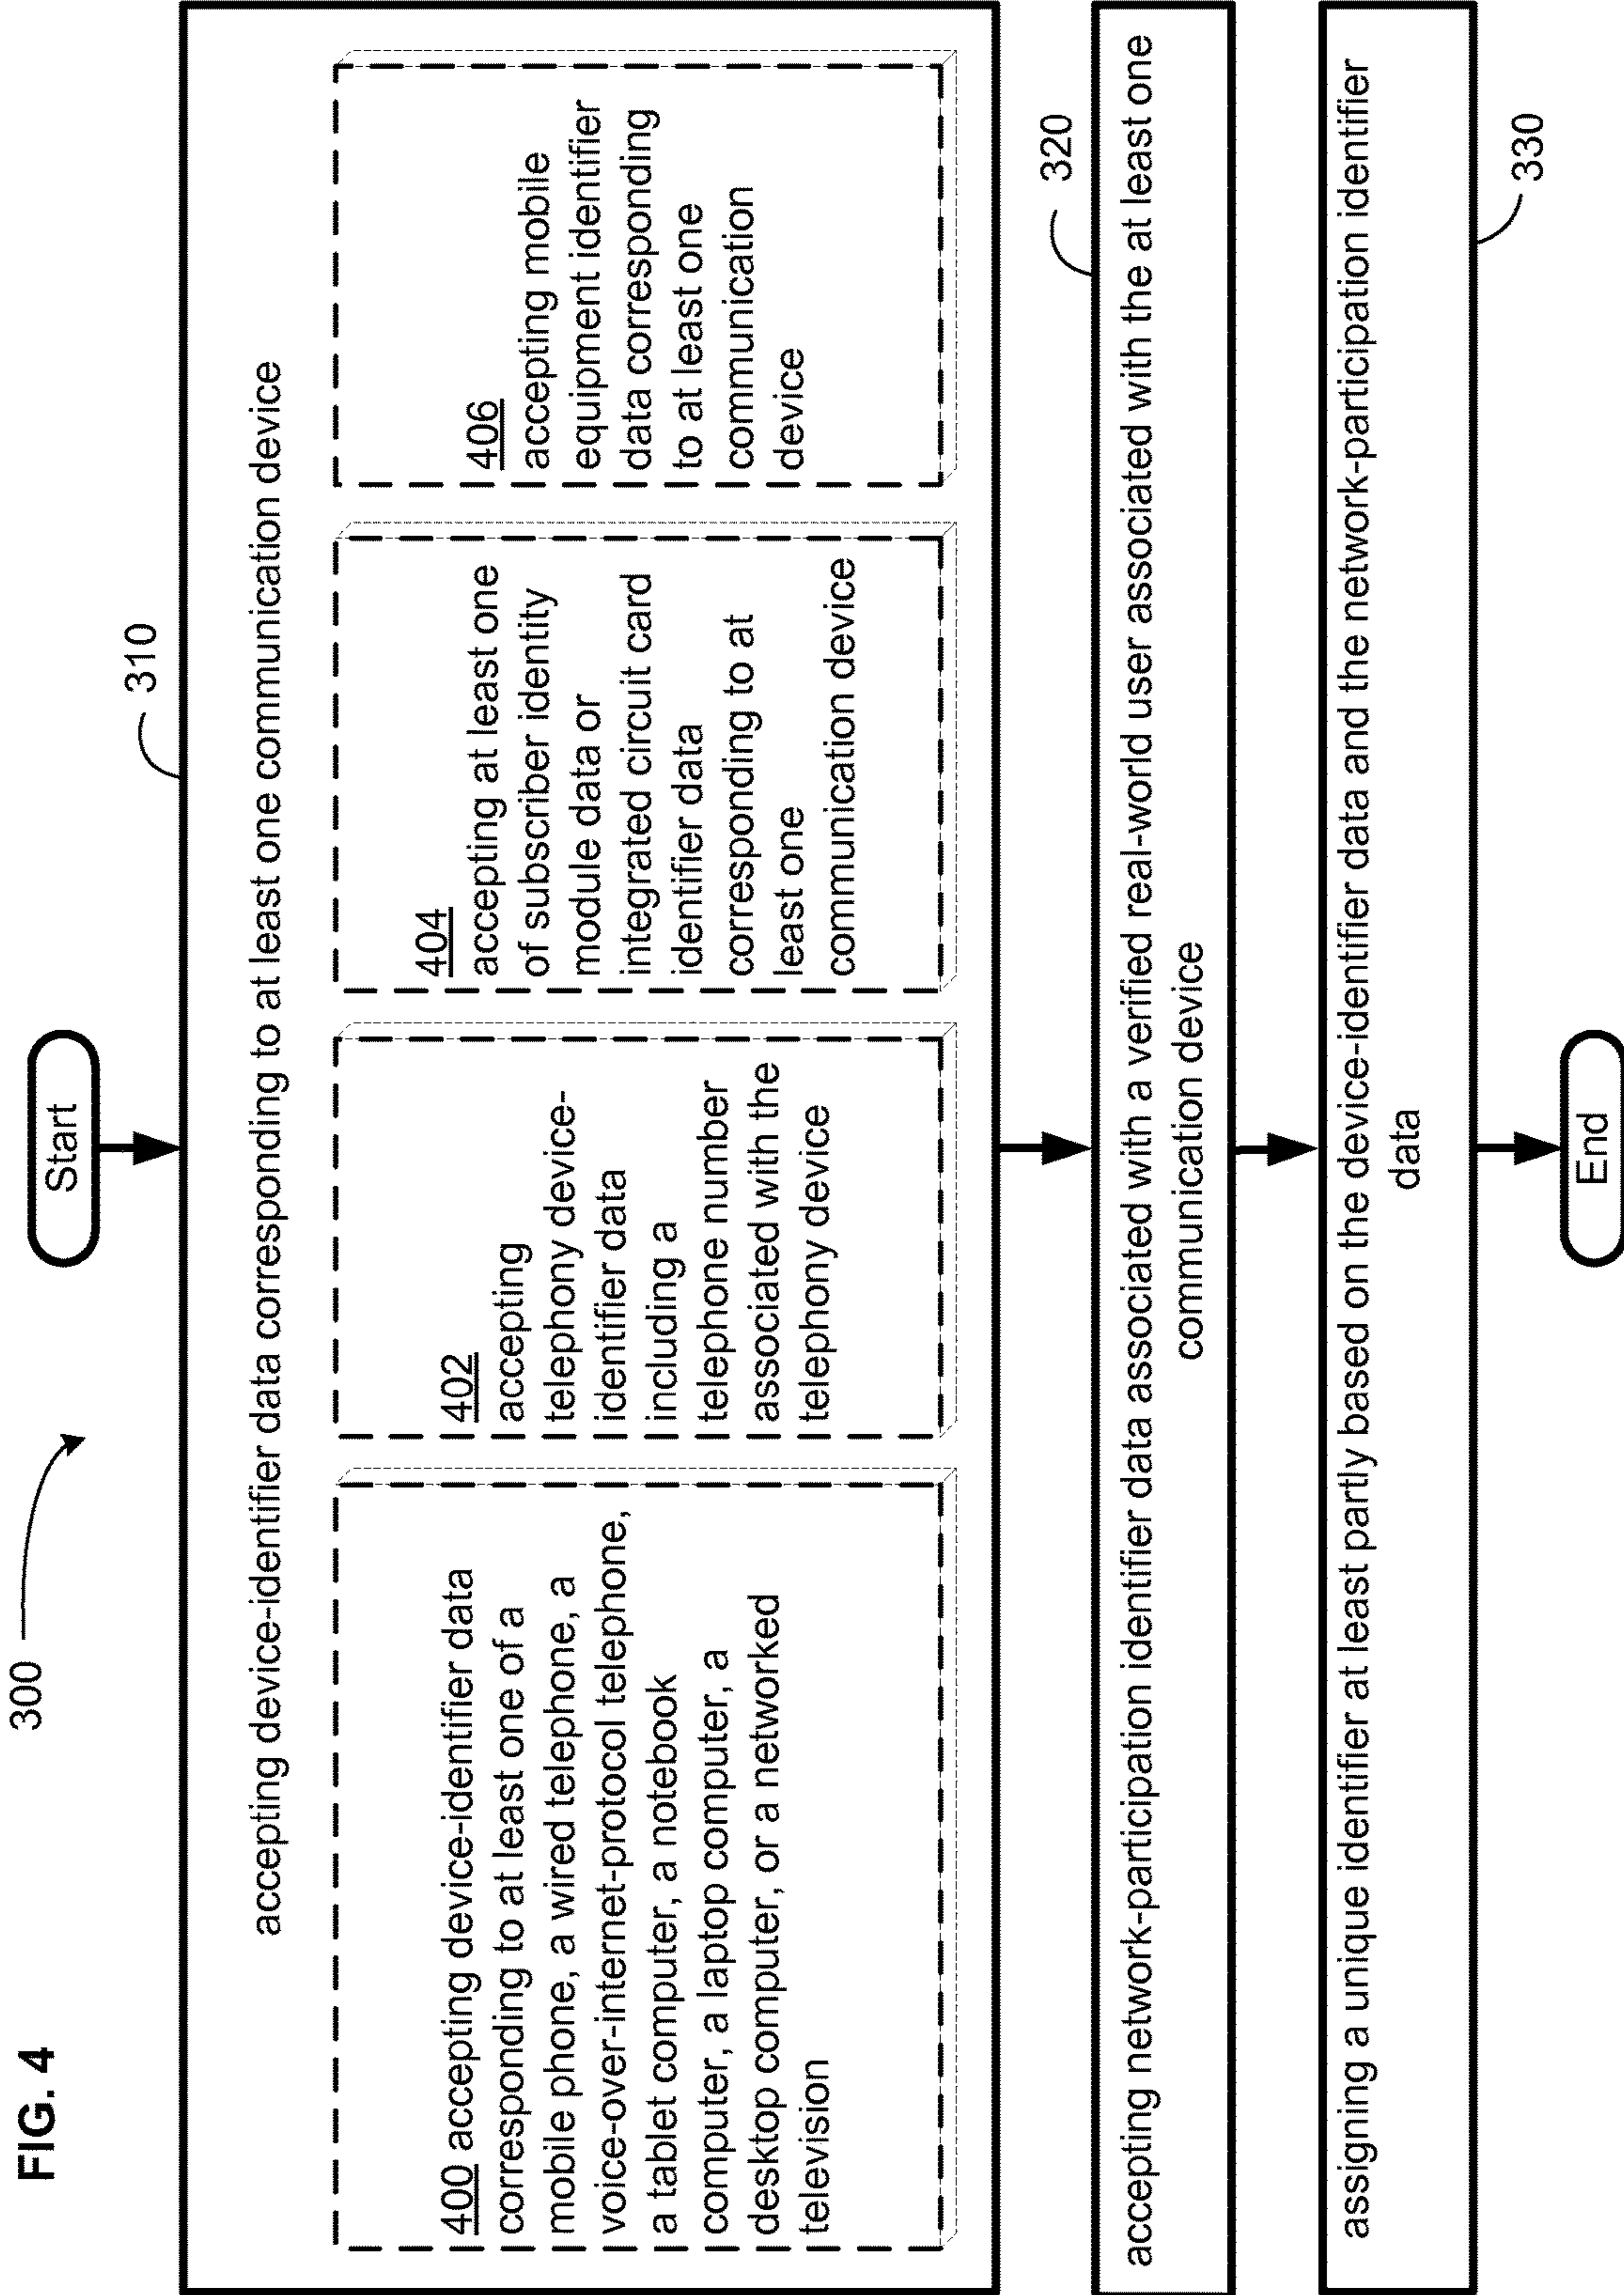 FIG. 4
300
Start
310
accepting device-identifier data corresponding to at least one communication device
400 accepting device-identifier data
corresponding to at least one of a
mobile phone, a wired telephone, a
voice-over-internet-protocol telephone,
a tablet computer, a notebook
computer, a laptop computer, a
desktop computer, or a networked
television
402
accepting
telephony device-
identifier data
including a
telephone number
associated with the
telephony device
404
accepting at least one
of subscriber identity
module data or
integrated circuit card
identifier data
corresponding to at
least one
communication device
406
accepting mobile
equipment identifier
data corresponding
to at least one
communication
device
320
accepting network-participation identifier data associated with a verified real-world user associated with the at least one
communication device
assigning a unique identifier at least partly based on the device-identifier data and the network-participation identifier
data
330
End